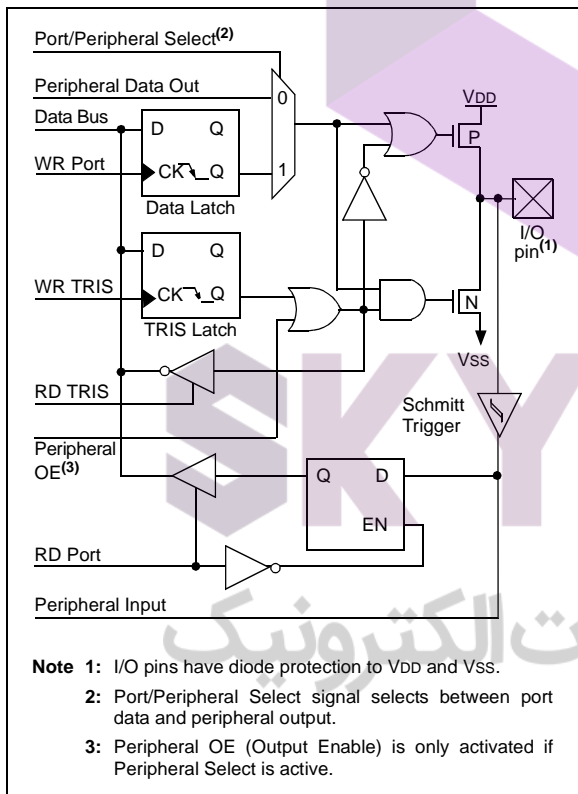 Port/Peripheral Select(2)
Peripheral Data Out
0
VDD
Data Bus
D Q
P
WR Port
CK Q
1
Data Latch
I/O
pin(1)
D Q
WR TRIS
CK Q
N
TRIS Latch
VSS
RD TRIS
Schmitt
Trigger
Peripheral
OE(3)
SKY
Q D
EN
RD Port
Peripheral Input
ت الکترونیک
Note 1: I/O pins have diode protection to VDD and VSS.
2: Port/Peripheral Select signal selects between port
data and peripheral output.
3: Peripheral OE (Output Enable) is only activated if
Peripheral Select is active.